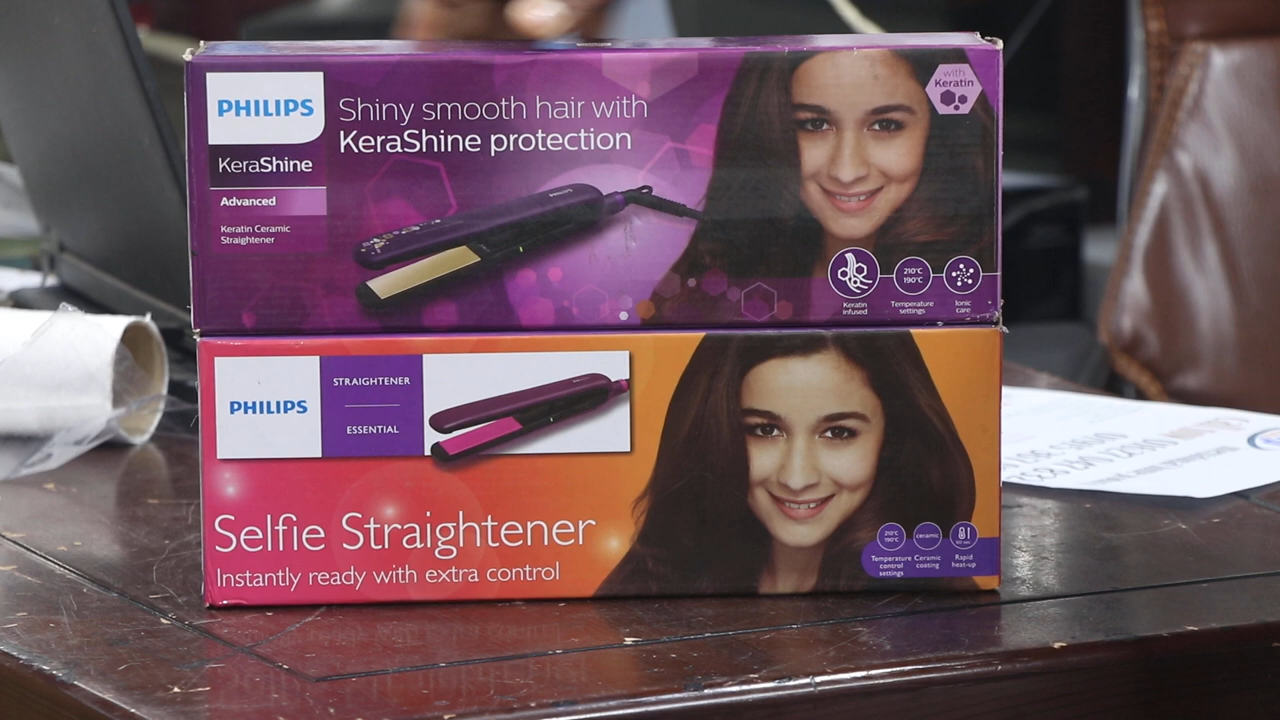 PHILIPS
KeraShine
Advanced
Keratin Ceramic
Straightener
Shiny smooth hair with
KeraShine protection
PHILIPS
with
Keratin
210°C
190°C
Keratin
infused
Temperature
settings
Ionic
care
PHILIPS
STRAIGHTENER
ESSENTIAL
Selfie Straightener
Instantly ready with extra control
210°C
190°C
ceramic
Temperature
control
settings
Ceramic
coating
Rapid
heat-up